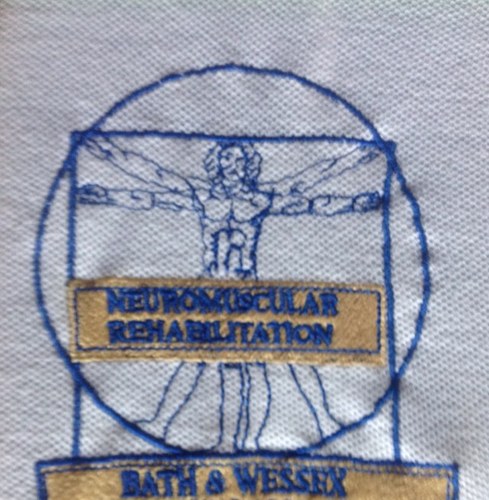 NEUROMUSCULAR
REHABILITATION
BATH & WESSEX